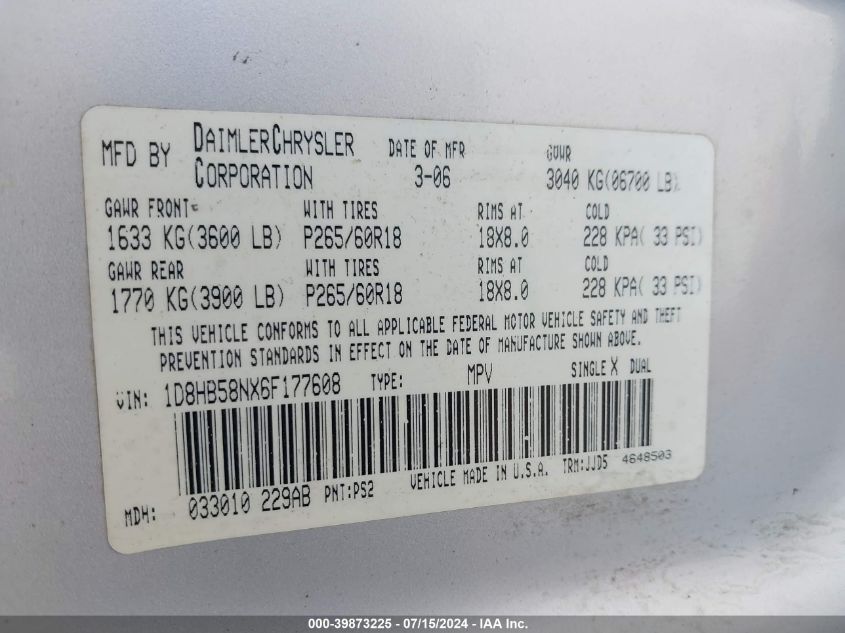 MFD BY DAIMLERCHRYSLER CORPORATION DATE OF MFR 3-06 GVWR 3040 KG(06700 LB)
GAWR FRONT WITH TIRES RIMS AT COLD
1633 KG(3600 LB) P265/60R18 18X8.0 228 KPA( 33 PSI)
GAWR REAR WITH TIRES RIMS AT COLD
1770 KG(3900 LB) P265/60R18 18X8.0 228 KPA( 33 PSI)
THIS VEHICLE CONFORMS TO ALL APPLICABLE FEDERAL MOTOR VEHICLE SAFETY AND THEFT
PREVENTION STANDARDS IN EFFECT ON THE DATE OF MANUFACTURE SHOWN ABOVE.
VIN: 1D8HB58NX6F177608 TYPE: MPV SINGLE X DUAL
MDH: 033010 229AB PNT:PS2 VEHICLE MADE IN U.S.A. TRM:JJD5 4648503
000-39873225 - 07/15/2024 - IAA Inc.